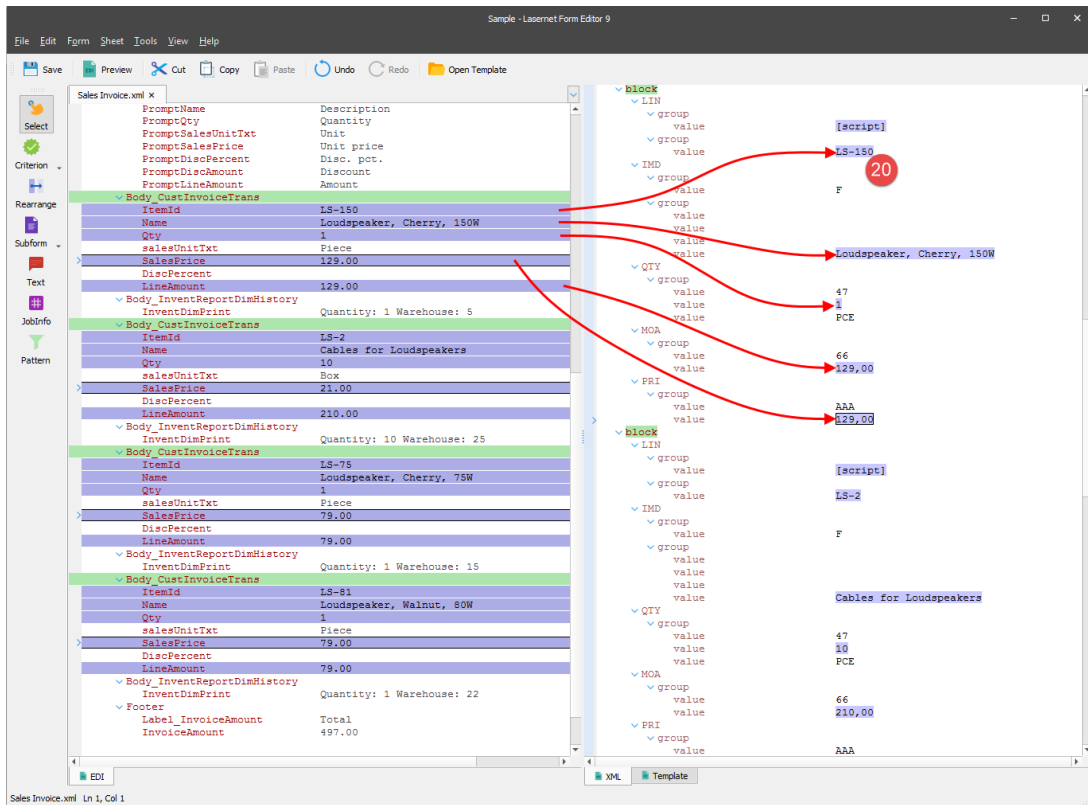 Sample - Lasernet Form Editor 9
File Edit Form Sheet Tools View Help
Save Preview Cut Copy Paste Undo Redo Open Template
Select
Criterion
Rearrange
Subform
Text
JobInfo
Pattern
Sales Invoice.xml ×
PromptName Description
PromptQty Quantity
PromptSalesUnitTxt Unit
PromptSalesPrice Unit price
PromptDiscPercent Disc. pct.
PromptDiscAmount Discount
PromptLineAmount Amount
Body_CustInvoiceTrans
ItemId LS-150
Name Loudspeaker, Cherry, 150W
Qty 1
salesUnitTxt Piece
SalesPrice 129.00
DiscPercent
LineAmount 129.00
Body_InventReportDimHistory
InventDimPrint Quantity: 1 Warehouse: 5
Body_CustInvoiceTrans
ItemId LS-2
Name Cables for Loudspeakers
Qty 10
salesUnitTxt Box
SalesPrice 21.00
DiscPercent
LineAmount 210.00
Body_InventReportDimHistory
InventDimPrint Quantity: 10 Warehouse: 25
Body_CustInvoiceTrans
ItemId LS-75
Name Loudspeaker, Cherry, 75W
Qty 1
salesUnitTxt Piece
SalesPrice 79.00
DiscPercent
LineAmount 79.00
Body_InventReportDimHistory
InventDimPrint Quantity: 1 Warehouse: 15
Body_CustInvoiceTrans
ItemId LS-81
Name Loudspeaker, Walnut, 80W
Qty 1
salesUnitTxt Piece
SalesPrice 79.00
DiscPercent
LineAmount 79.00
Body_InventReportDimHistory
InventDimPrint Quantity: 1 Warehouse: 22
Footer
Label_InvoiceAmount Total
InvoiceAmount 497.00
EDI
block
LIN
group
value [script]
group
value LS-150
20
IMD
group
value F
group
value
value
value
value Loudspeaker, Cherry, 150W
QTY
group
value 47
value 1
value PCE
MOA
group
value 66
value 129,00
PRI
group
value AAA
value 129,00
block
LIN
group
value [script]
group
value LS-2
IMD
group
value F
group
value
value
value
value Cables for Loudspeakers
QTY
group
value 47
value 10
value PCE
MOA
group
value 66
value 210,00
PRI
group
value AAA
XML Template
Sales Invoice.xml Ln 1, Col 1